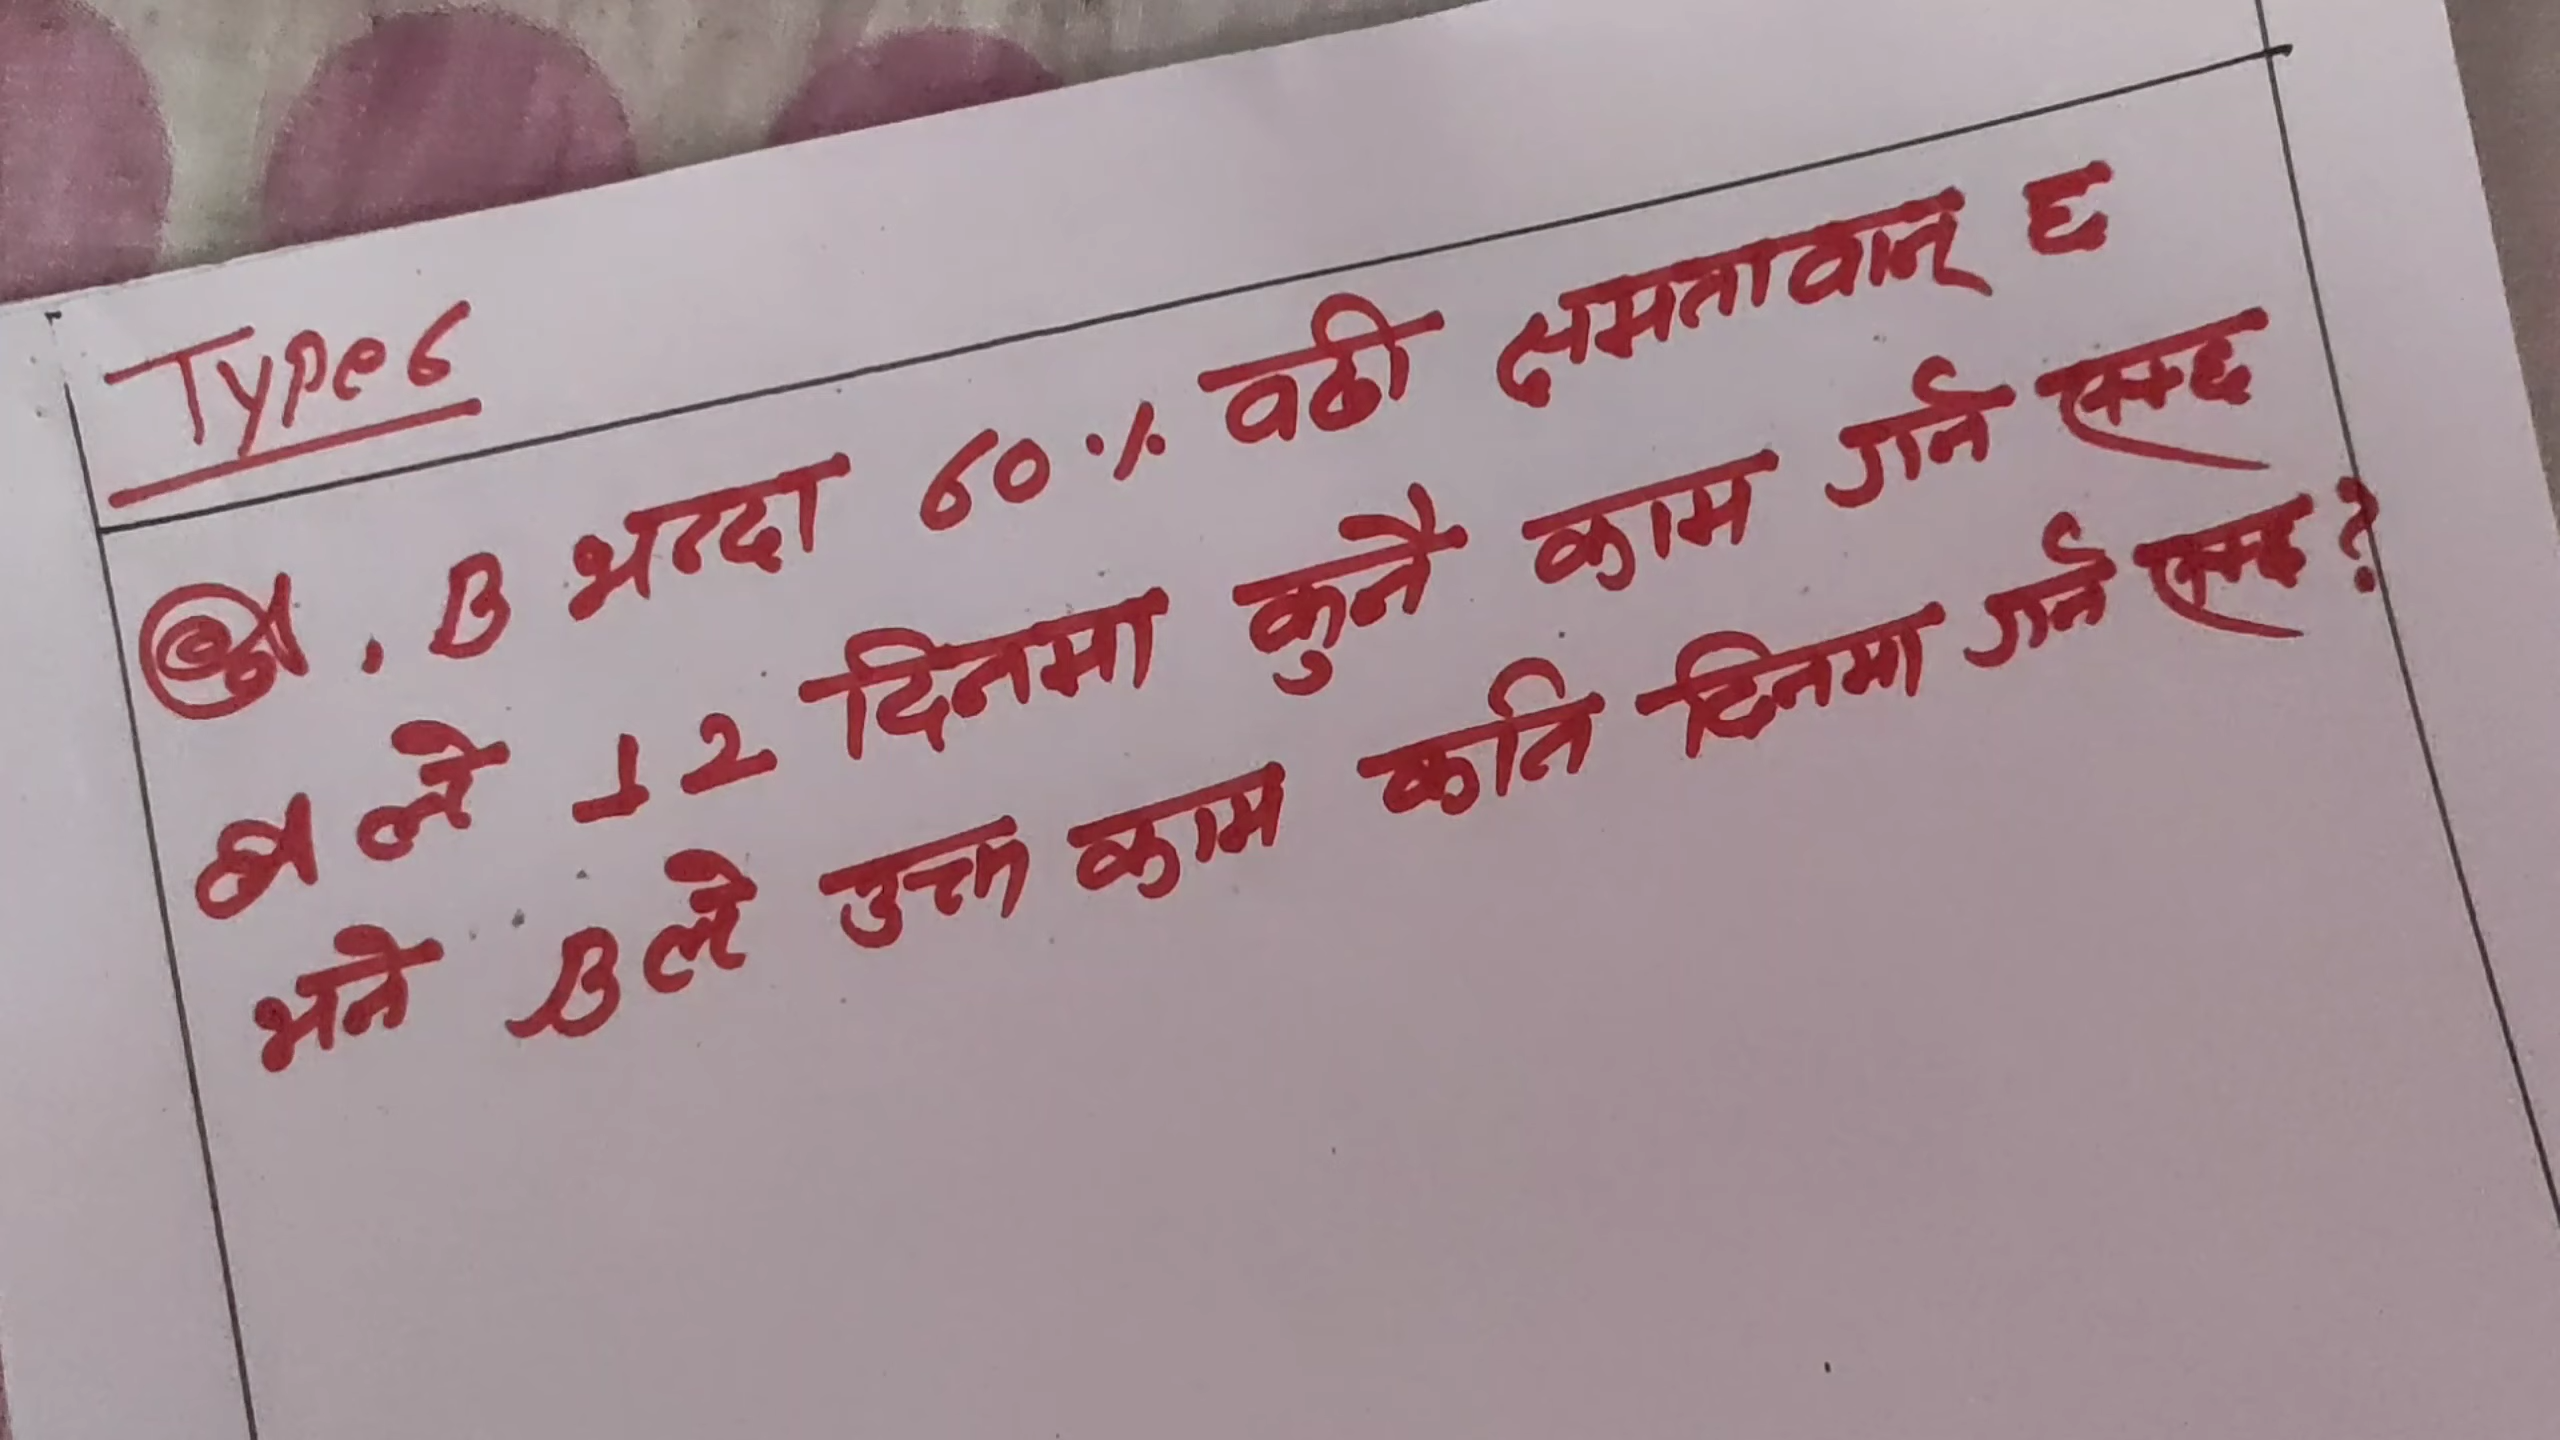 Type 6
A, B भन्दा 60% बढी क्षमतावान् छ
A ले 12 दिनमा कुनै काम गर्न सक्छ
भने B ले उक्त काम कति दिनमा गर्न सक्छ ?